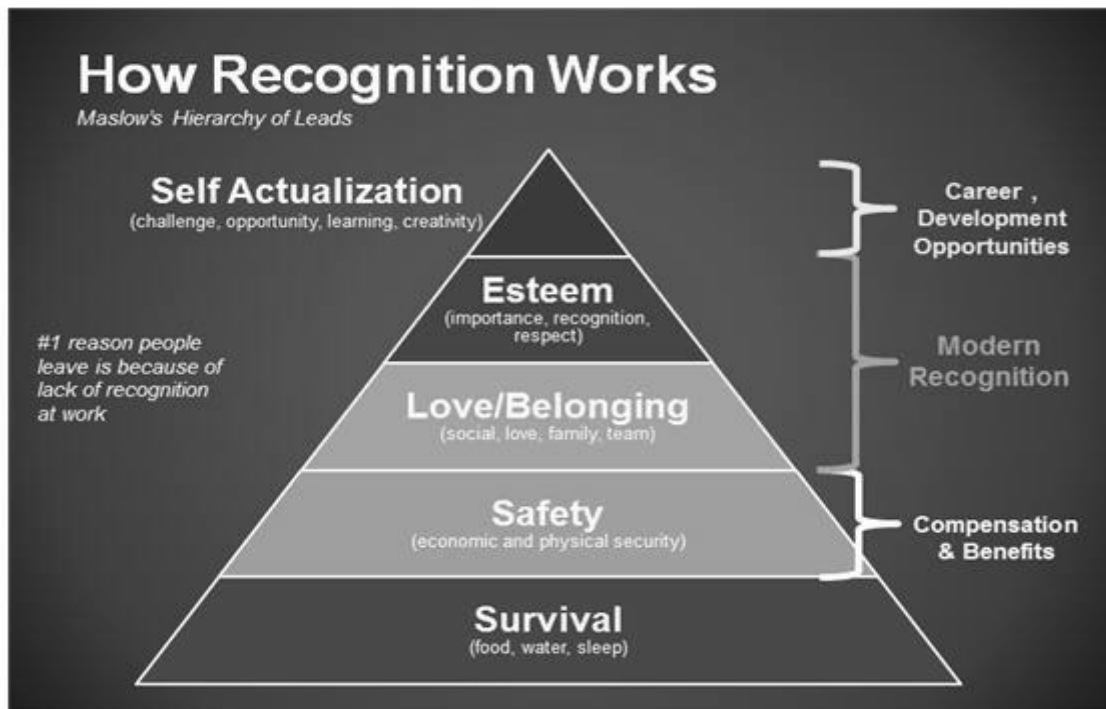 How Recognition Works
Maslow's Hierarchy of Leads
Self Actualization
(challenge, opportunity, learning, creativity)
Career ,
Development
Opportunities
Esteem
(importance, recognition,
respect)
#1 reason people
leave is because of
lack of recognition
at work
Modern
Recognition
Love/Belonging
(social, love, family, team)
Safety
(economic and physical security)
Compensation
& Benefits
Survival
(food, water, sleep)